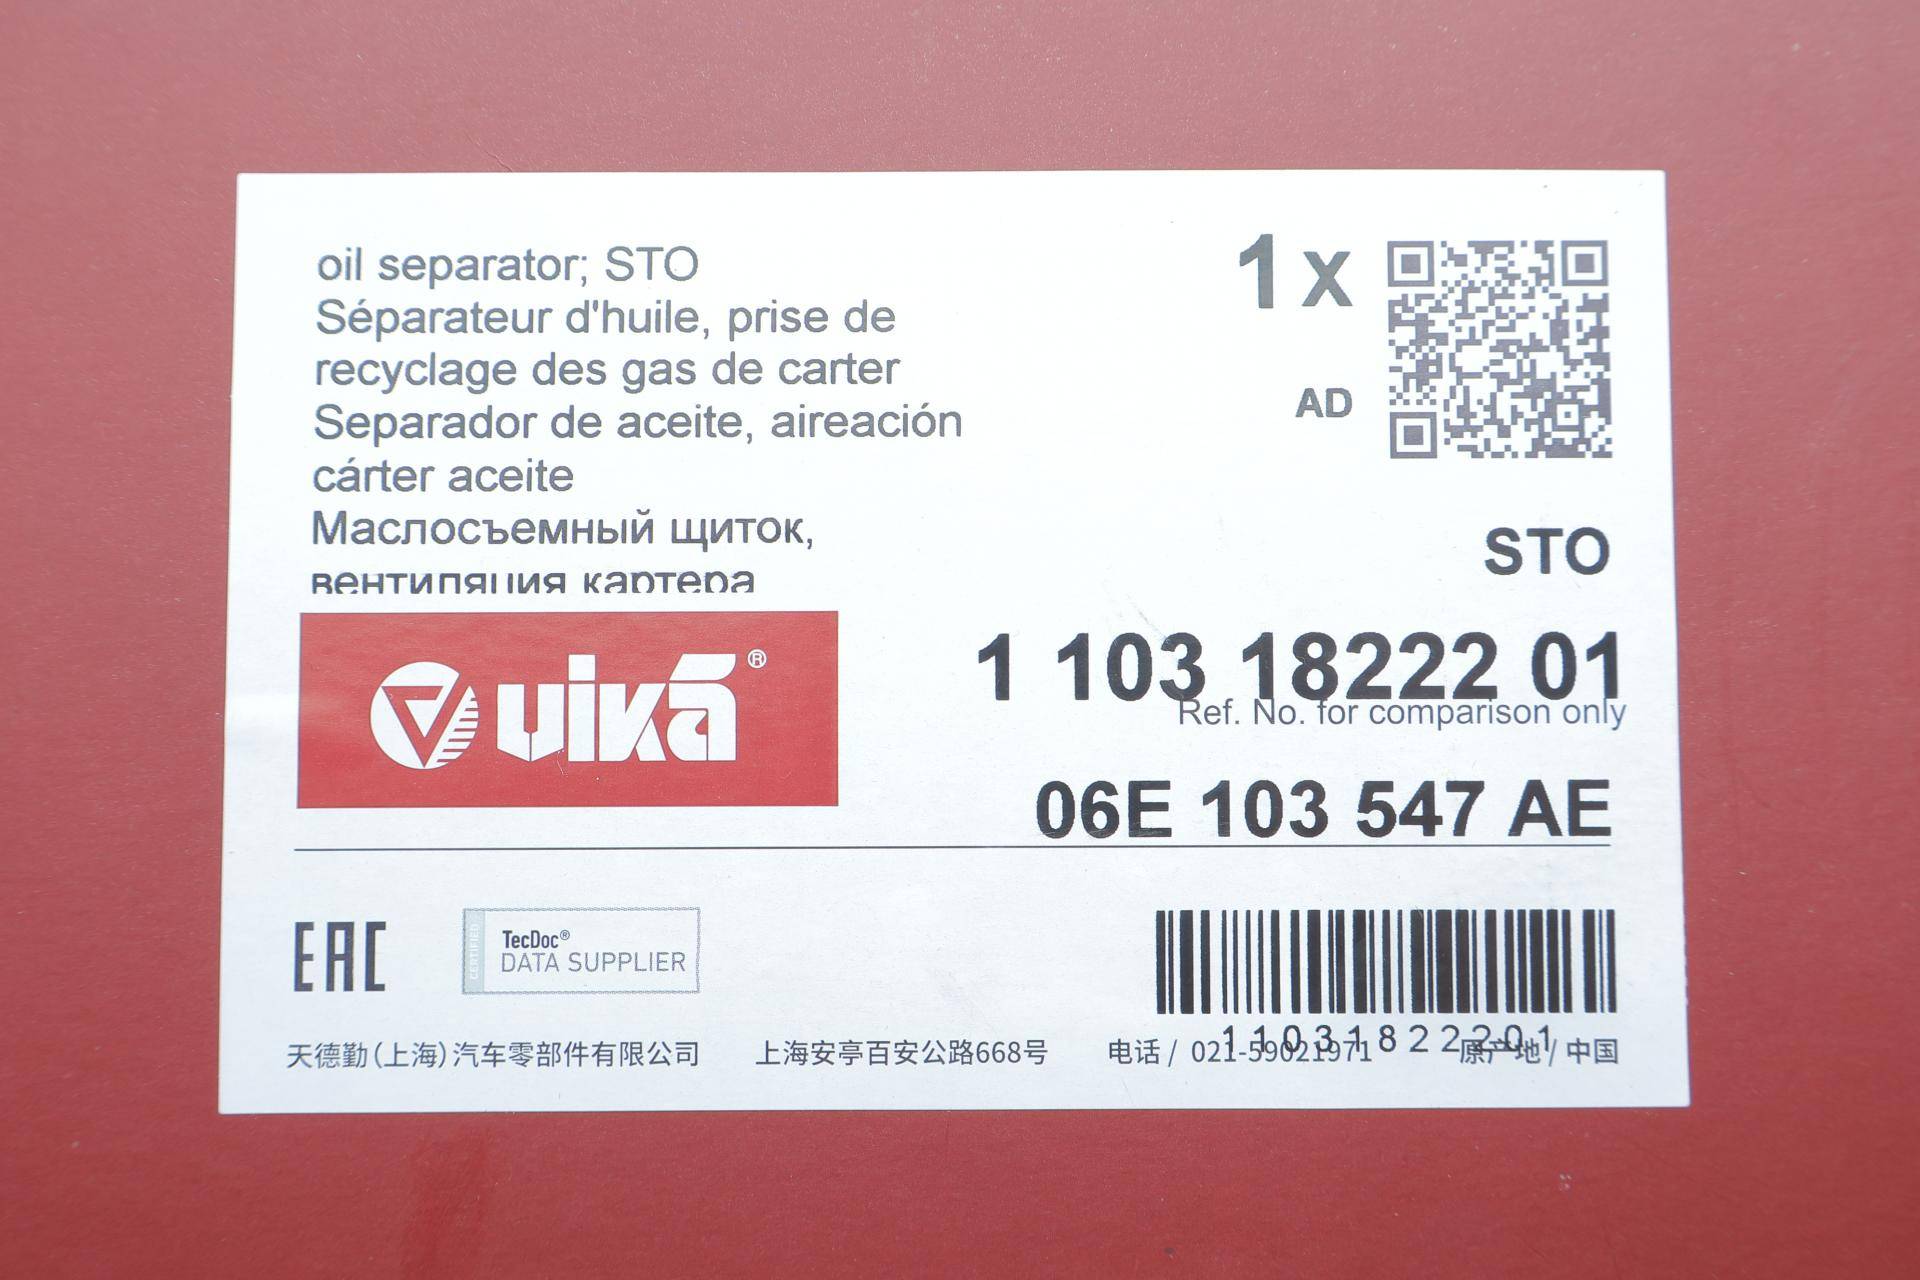 oil separator; STO
Séparateur d'huile, prise de
recyclage des gas de carter
Separador de aceite, aireación
cárter aceite
Маслосъемный щиток,
вентиляция картера
1 x
AD
STO
vika®
1 103 18222 01
Ref. No. for comparison only
06E 103 547 AE
EAC
CERTIFIED
TecDoc®
DATA SUPPLIER
11031822201
天德勤(上海)汽车零部件有限公司 上海安亭百安公路668号 电话 / 021-59021971 原产地 / 中国